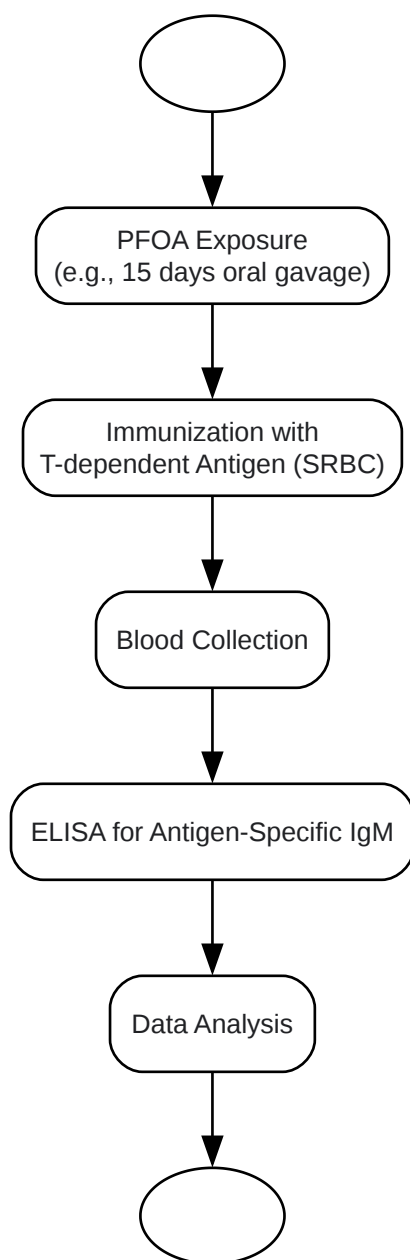 PFOA Exposure
(e.g., 15 days oral gavage)
Immunization with
T-dependent Antigen (SRBC)
Blood Collection
ELISA for Antigen-Specific IgM
Data Analysis